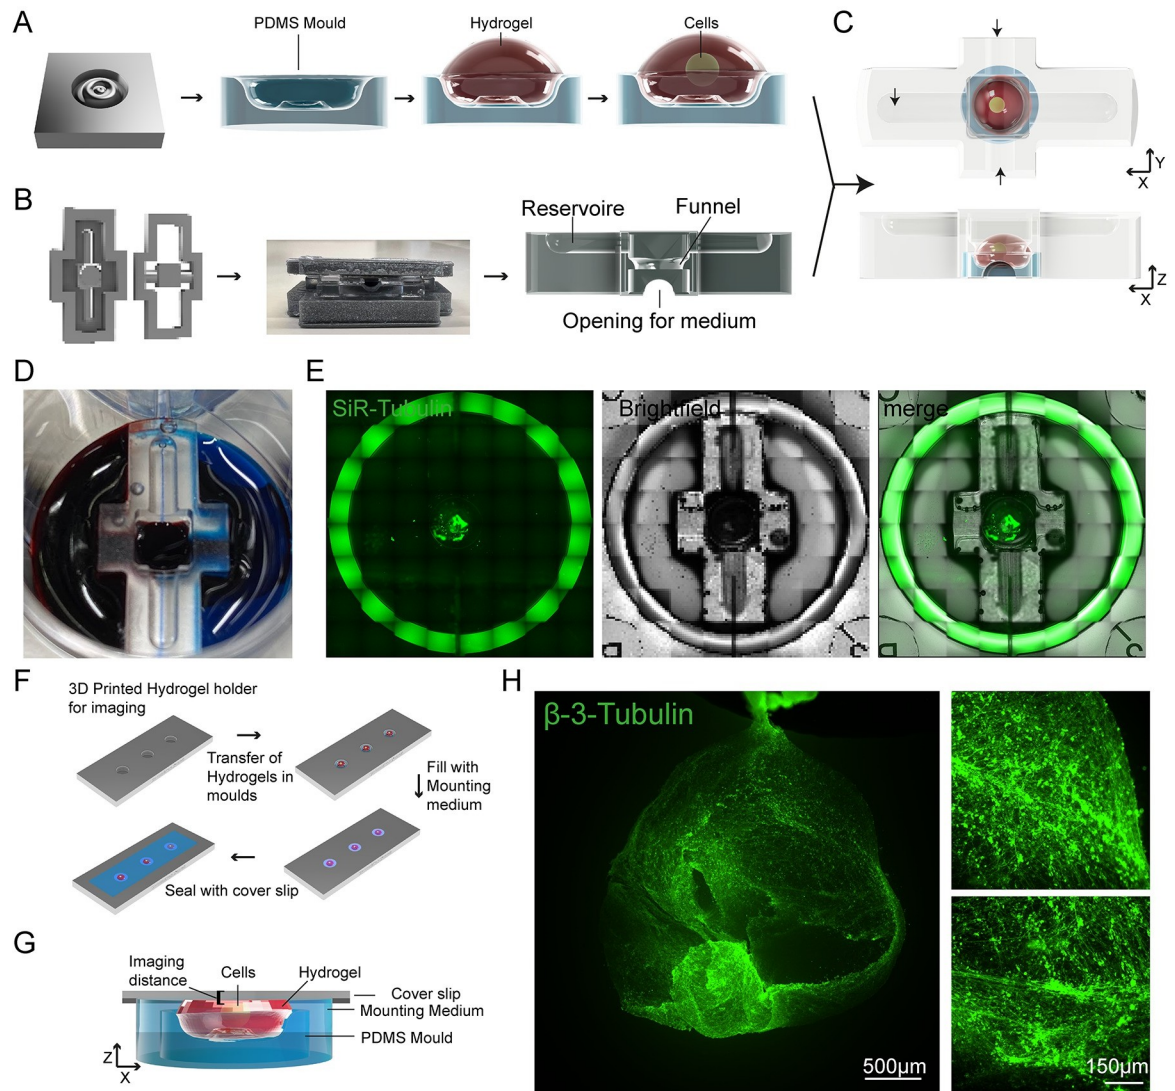 A
PDMS Mould
Hydrogel
Cells
C
Y
X
Z
X
B
Reservoire
Funnel
Opening for medium
D
E
SiR-Tubulin
Brightfield
merge
F
3D Printed Hydrogel holder
for imaging
Transfer of
Hydrogels in
moulds
Fill with
Mounting
medium
Seal with cover slip
G
Imaging
distance
Cells
Hydrogel
Cover slip
Mounting Medium
PDMS Mould
Z
X
H
β-3-Tubulin
500µm
150µm